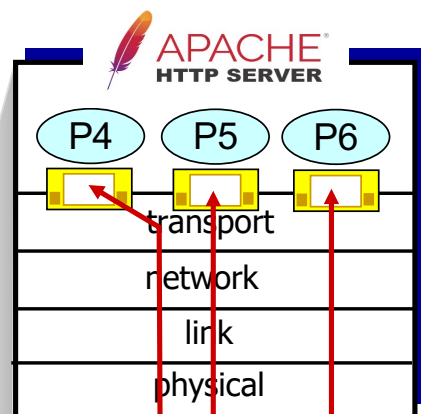 APACHE®
HTTP SERVER
P4 P5 P6
transport
network
link
physical